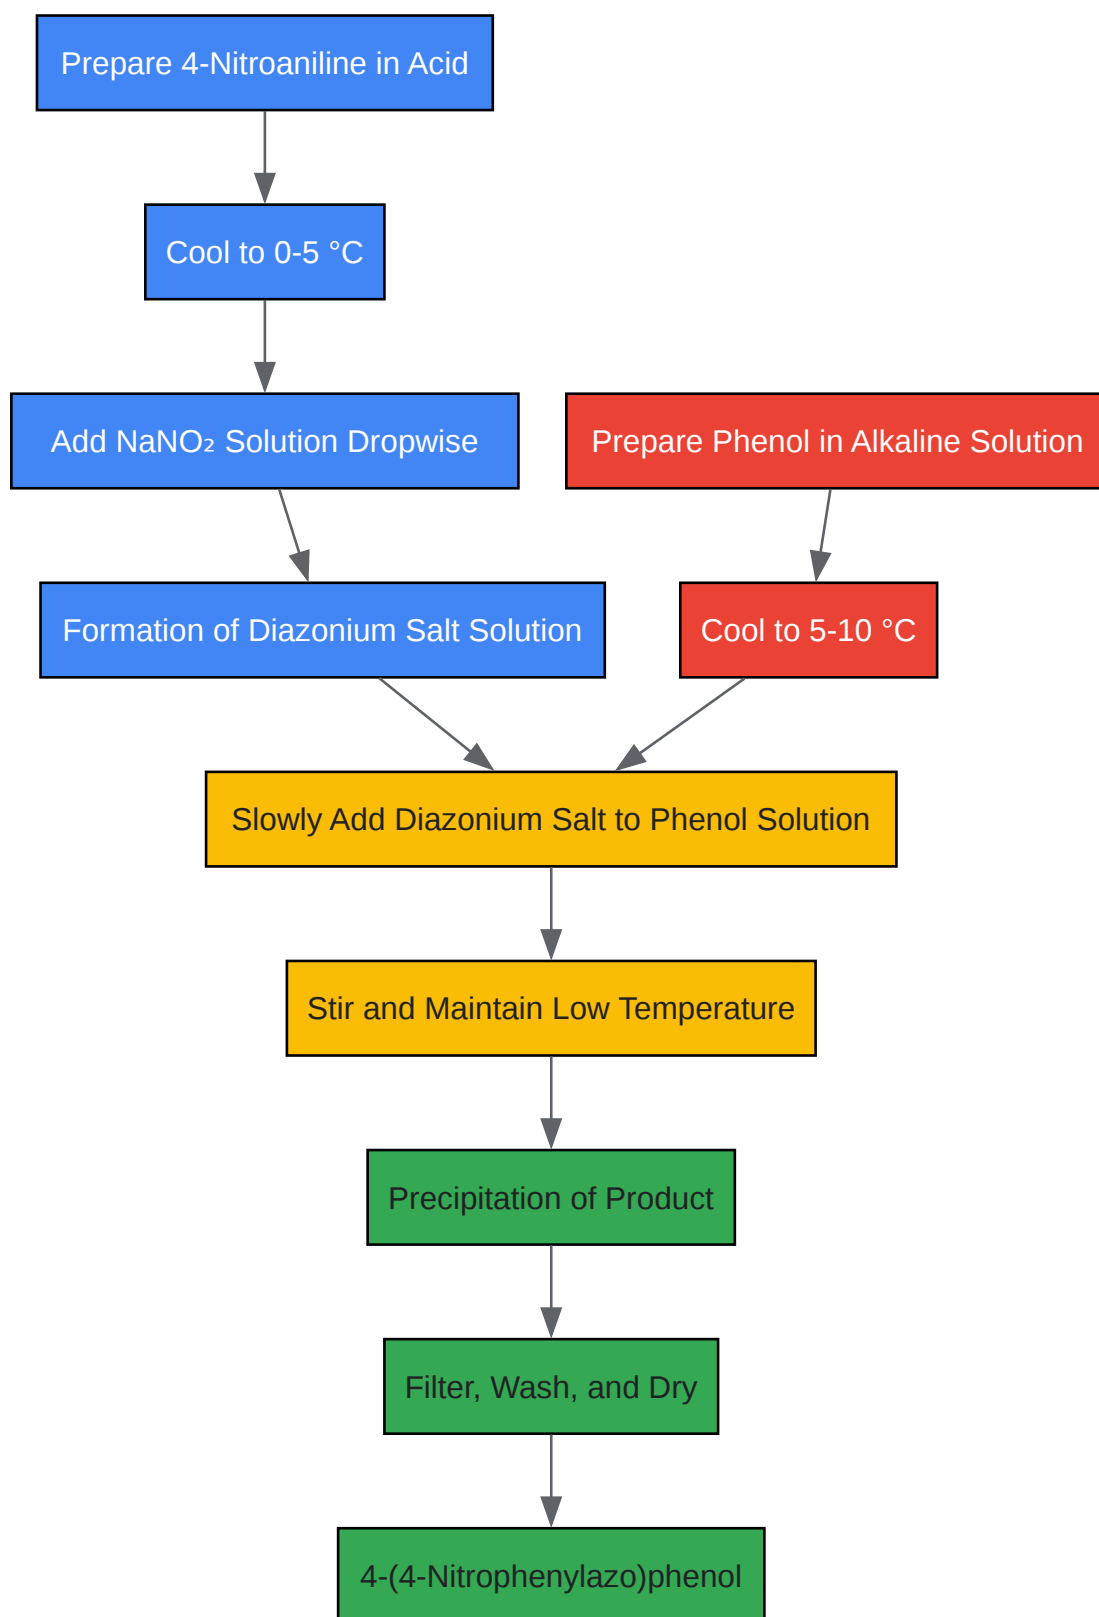 Prepare 4-Nitroaniline in Acid
Cool to 0-5 °C
Add NaNO₂ Solution Dropwise
Prepare Phenol in Alkaline Solution
Formation of Diazonium Salt Solution
Cool to 5-10 °C
Slowly Add Diazonium Salt to Phenol Solution
Stir and Maintain Low Temperature
Precipitation of Product
Filter, Wash, and Dry
4-(4-Nitrophenylazo)phenol